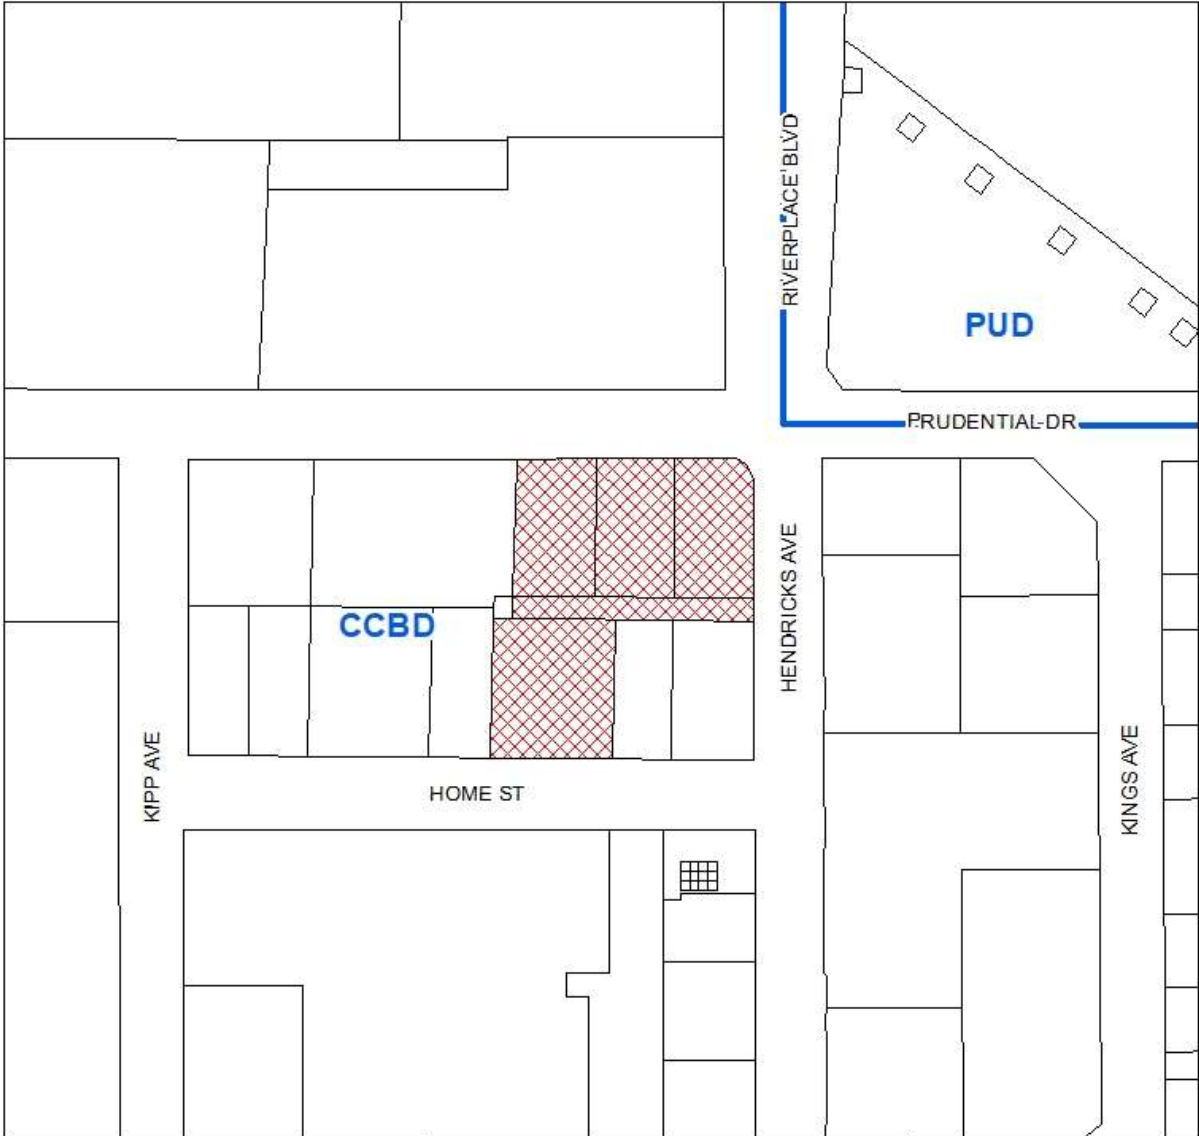 RIVERPLACE BLVD
PUD
PRUDENTIAL DR
HENDRICKS AVE
CCBD
KIPP AVE
HOME ST
KINGS AVE